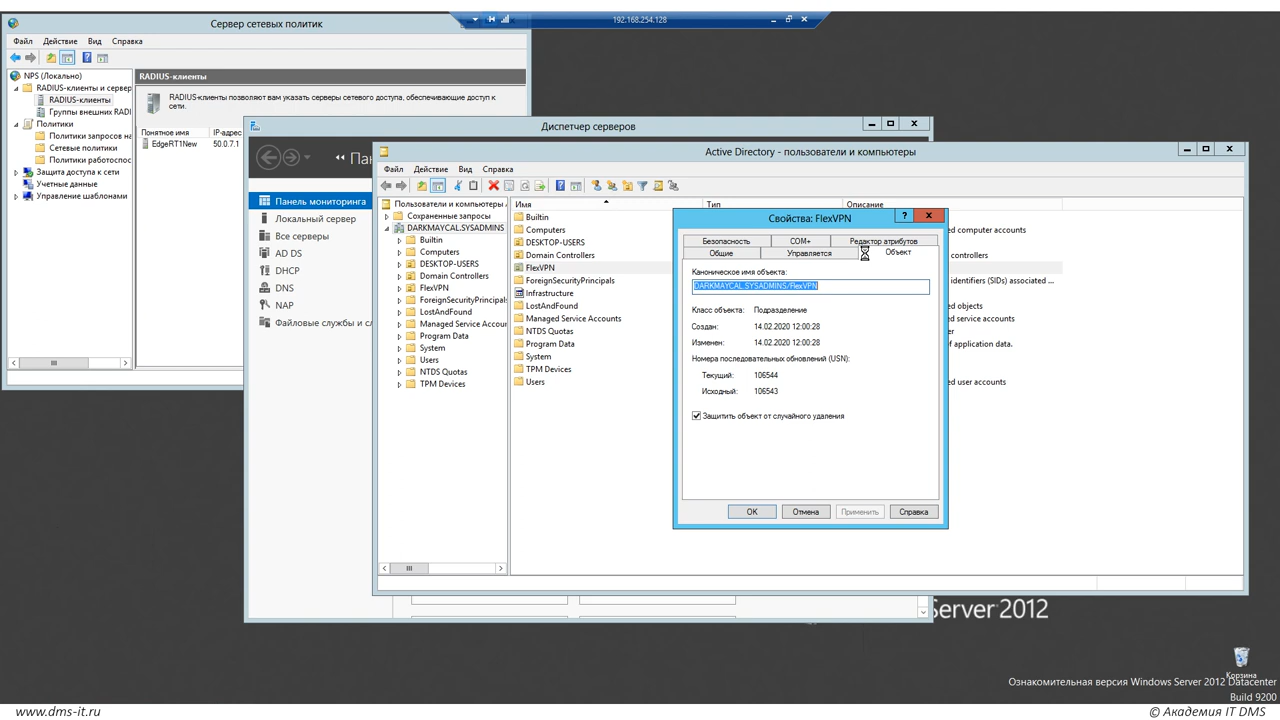 Сервер сетевых политик
Файл Действие Вид Справка
NPS (Локально)
RADIUS-клиенты и сервер
RADIUS-клиенты
Группы внешних RADI
Политики
Политики запросов на
Сетевые политики
Политики работоспос
Защита доступа к сети
Учетные данные
Управление шаблонами
RADIUS-клиенты
RADIUS-клиенты позволяют вам указать серверы сетевого доступа, обеспечивающие доступ к
сети.
Понятное имя IP-адрес
EdgeRT1New 50.0.7.1
192.168.254.128
Диспетчер серверов
Пан
Панель мониторинга
Локальный сервер
Все серверы
AD DS
DHCP
DNS
NAP
Файловые службы и сл
Active Directory - пользователи и компьютеры
Файл Действие Вид Справка
Пользователи и компьютеры
Сохраненные запросы
DARKMAYCAL.SYSADMINS
Builtin
Computers
DESKTOP-USERS
Domain Controllers
FlexVPN
ForeignSecurityPrincipal
LostAndFound
Managed Service Accou
Program Data
System
Users
NTDS Quotas
TPM Devices
Имя Тип Описание
Builtin
Computers
DESKTOP-USERS
Domain Controllers
FlexVPN
ForeignSecurityPrincipals
Infrastructure
LostAndFound
Managed Service Accounts
NTDS Quotas
Program Data
System
TPM Devices
Users
ed computer accounts
controllers
identifiers (SIDs) associated ...
ed objects
ed service accounts
er
f application data.
ed user accounts
Свойства: FlexVPN
Безопасность COM+ Редактор атрибутов
Общие Управляется Объект
Каноническое имя объекта:
DARKMAYCAL.SYSADMINS/FlexVPN
Класс объекта: Подразделение
Создан: 14.02.2020 12:00:28
Изменен: 14.02.2020 12:00:28
Номера последовательных обновлений (USN):
Текущий: 106544
Исходный: 106543
Защитить объект от случайного удаления
OK Отмена Применить Справка
Server 2012
Корзина
Ознакомительная версия Windows Server 2012 Datacenter
Build 9200
www.dms-it.ru
© Академия IT DMS